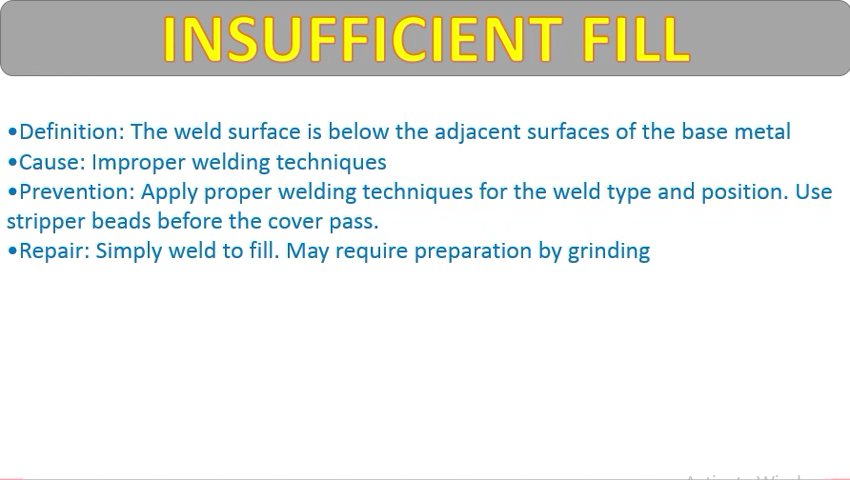 INSUFFICIENT FILL
•Definition: The weld surface is below the adjacent surfaces of the base metal
•Cause: Improper welding techniques
•Prevention: Apply proper welding techniques for the weld type and position. Use
stripper beads before the cover pass.
•Repair: Simply weld to fill. May require preparation by grinding